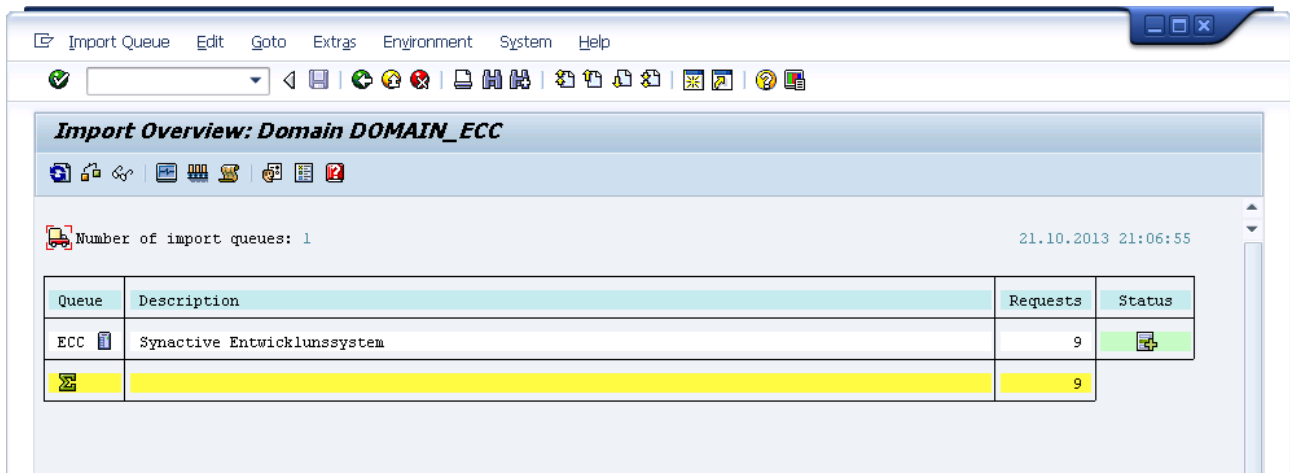 Import Queue Edit Goto Extras Environment System Help
Import Overview: Domain DOMAIN_ECC
Number of import queues: 1 21.10.2013 21:06:55
Queue Description Requests Status
ECC Synactive Entwicklunssystem 9
9